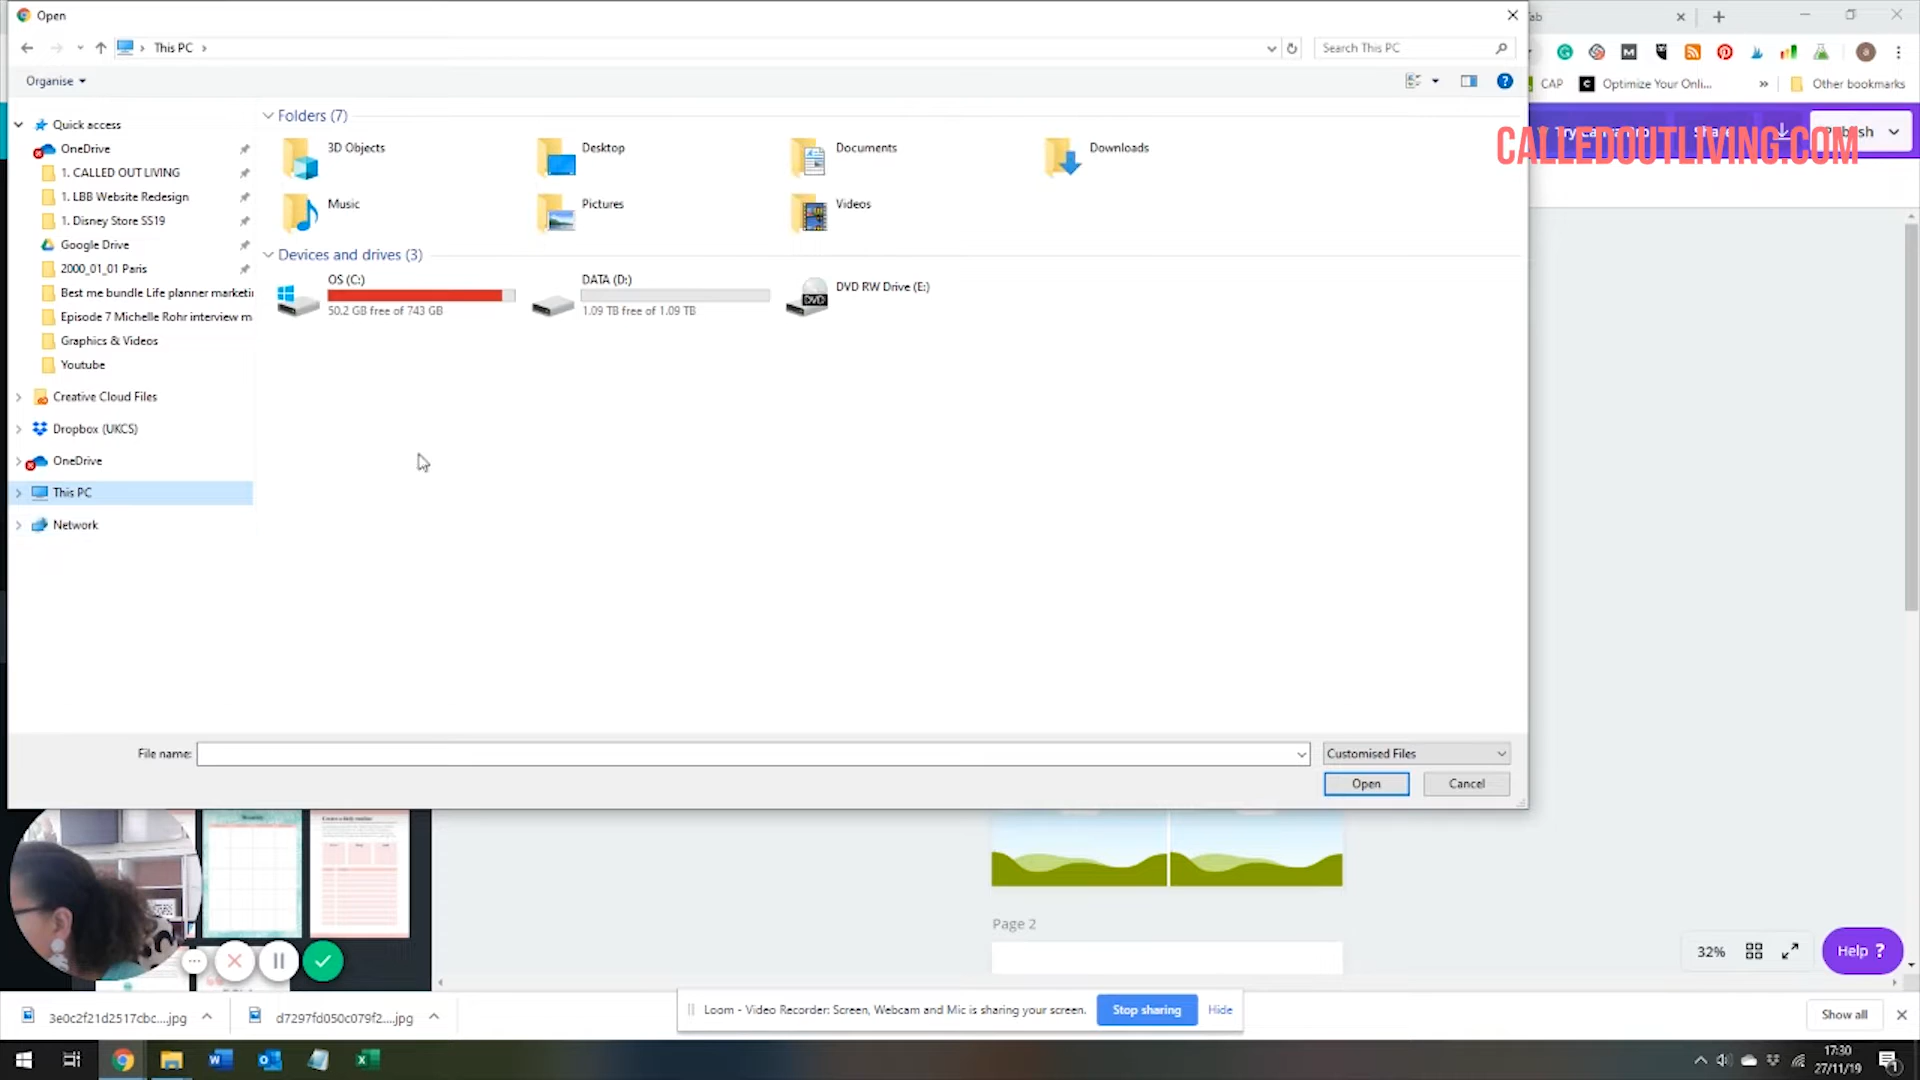 Open
This PC
Search This PC
Organise
Quick access
OneDrive
1. CALLED OUT LIVING
1. LBB Website Redesign
1. Disney Store SS19
Google Drive
2000_01_01 Paris
Best me bundle Life planner marketin
Episode 7 Michelle Rohr interview m
Graphics & Videos
Youtube
Creative Cloud Files
Dropbox (UKCS)
OneDrive
This PC
Network
Folders (7)
3D Objects
Desktop
Documents
Downloads
Music
Pictures
Videos
Devices and drives (3)
OS (C:)
50.2 GB free of 743 GB
DATA (D:)
1.09 TB free of 1.09 TB
DVD RW Drive (E:)
DVD
File name:
Customised Files
Open
Cancel
CAP
Optimize Your Onli...
Other bookmarks
CALLEDOUTLIVING.COM
Page 2
32%
Help ?
3e0c2f21d2517cbc....jpg
d7297fd050c079f2....jpg
Loom - Video Recorder: Screen, Webcam and Mic is sharing your screen.
Stop sharing
Hide
Show all
17:30
27/11/19